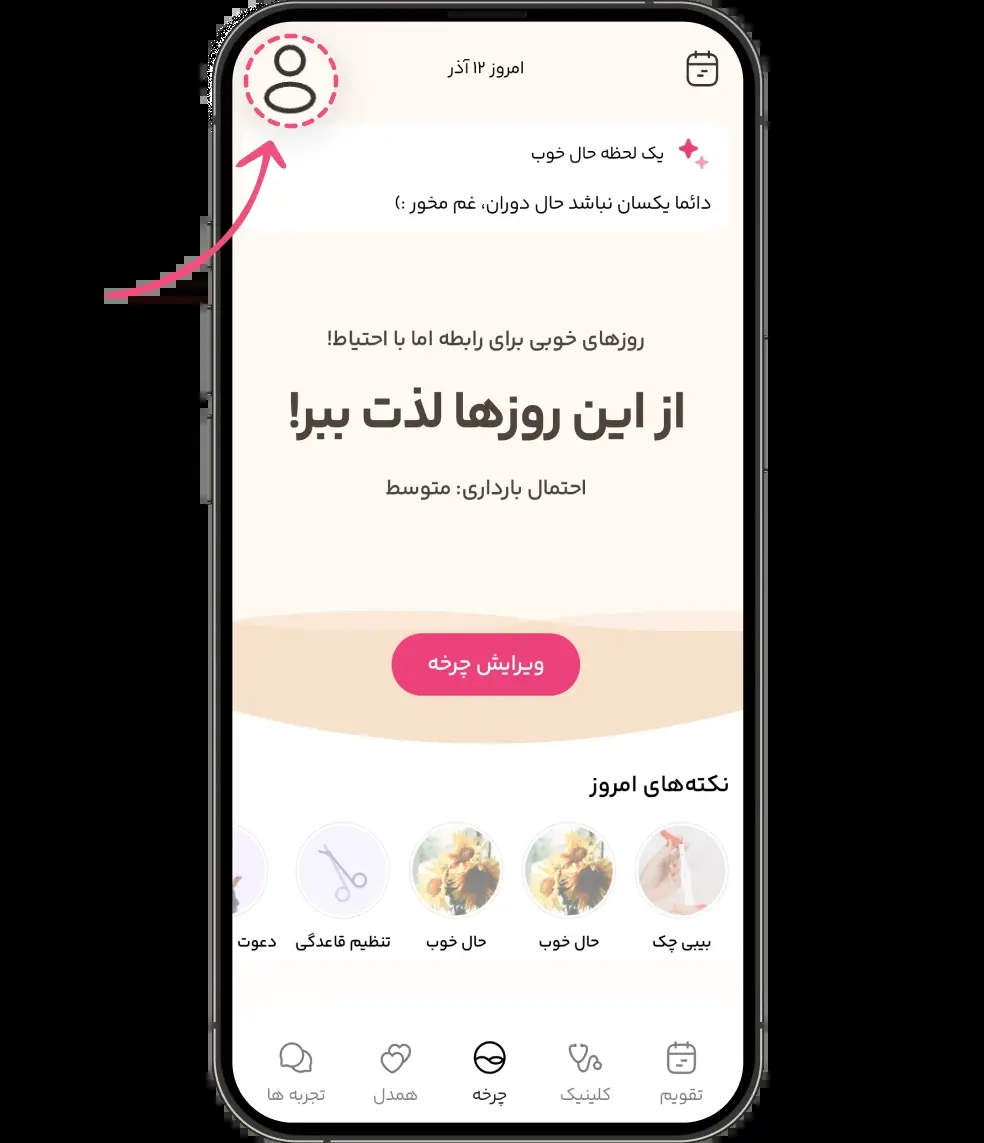 امروز ۱۲ آذر
یک لحظه حال خوب
دائما یکسان نباشد حال دوران، غم مخور :)
روزهای خوبی برای رابطه اما با احتیاط!
از این روزها لذت ببر!
احتمال بارداری: متوسط
ویرایش چرخه
نکته‌های امروز
بیبی چک
حال خوب
حال خوب
تنظیم قاعدگی
دعوت
تقویم
کلینیک
چرخه
همدل
تجربه ها